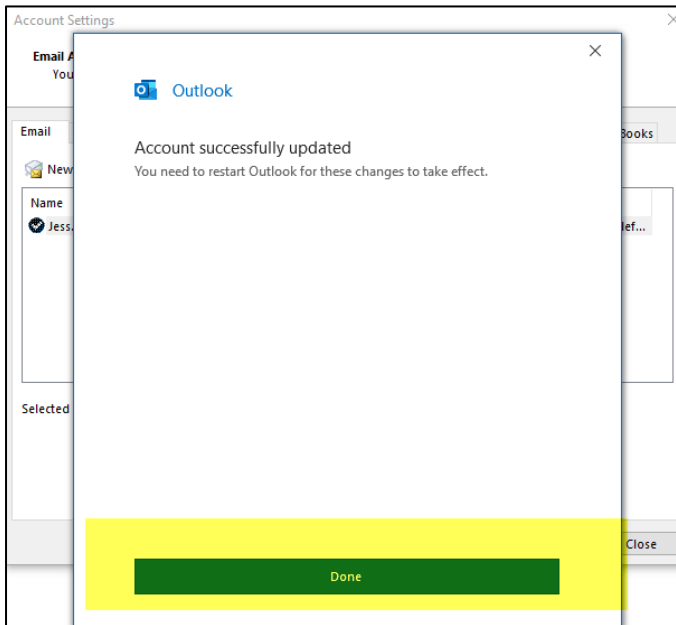 Account Settings
Email A
You
Outlook
Account successfully updated
You need to restart Outlook for these changes to take effect.
Email
Books
New
Name
Jess.
def...
Selected
Close
Done